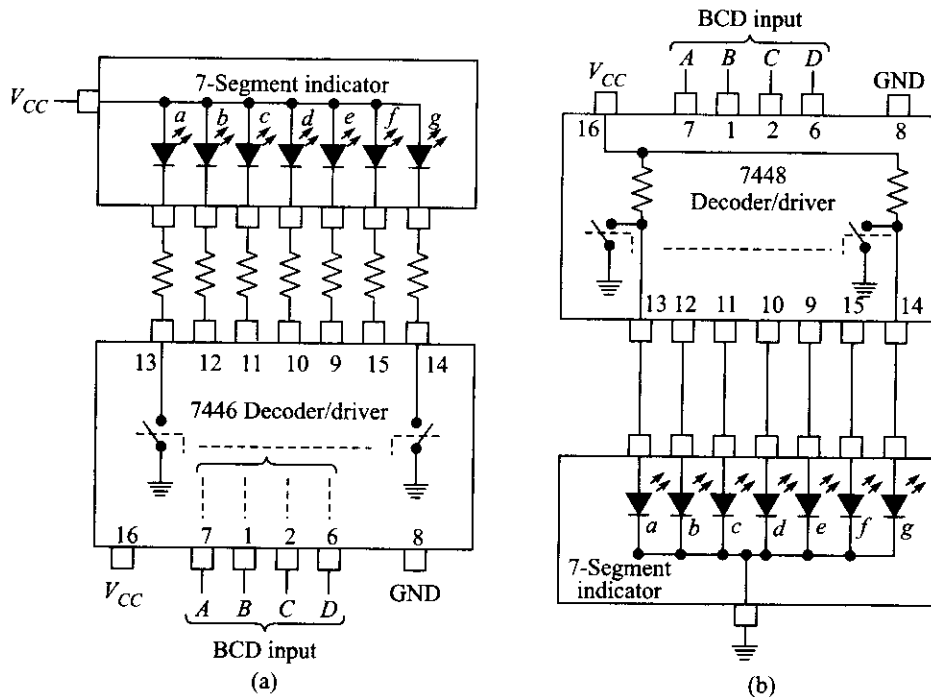 7-Segment indicator
V_CC
a b c d e f g
13 12 11 10 9 15 14
7446 Decoder/driver
16 7 1 2 6 8
V_CC
GND
A B C D
BCD input
(a)
BCD input
A B C D
V_CC
GND
16 7 1 2 6 8
7448
Decoder/driver
13 12 11 10 9 15 14
a b c d e f g
7-Segment
indicator
(b)